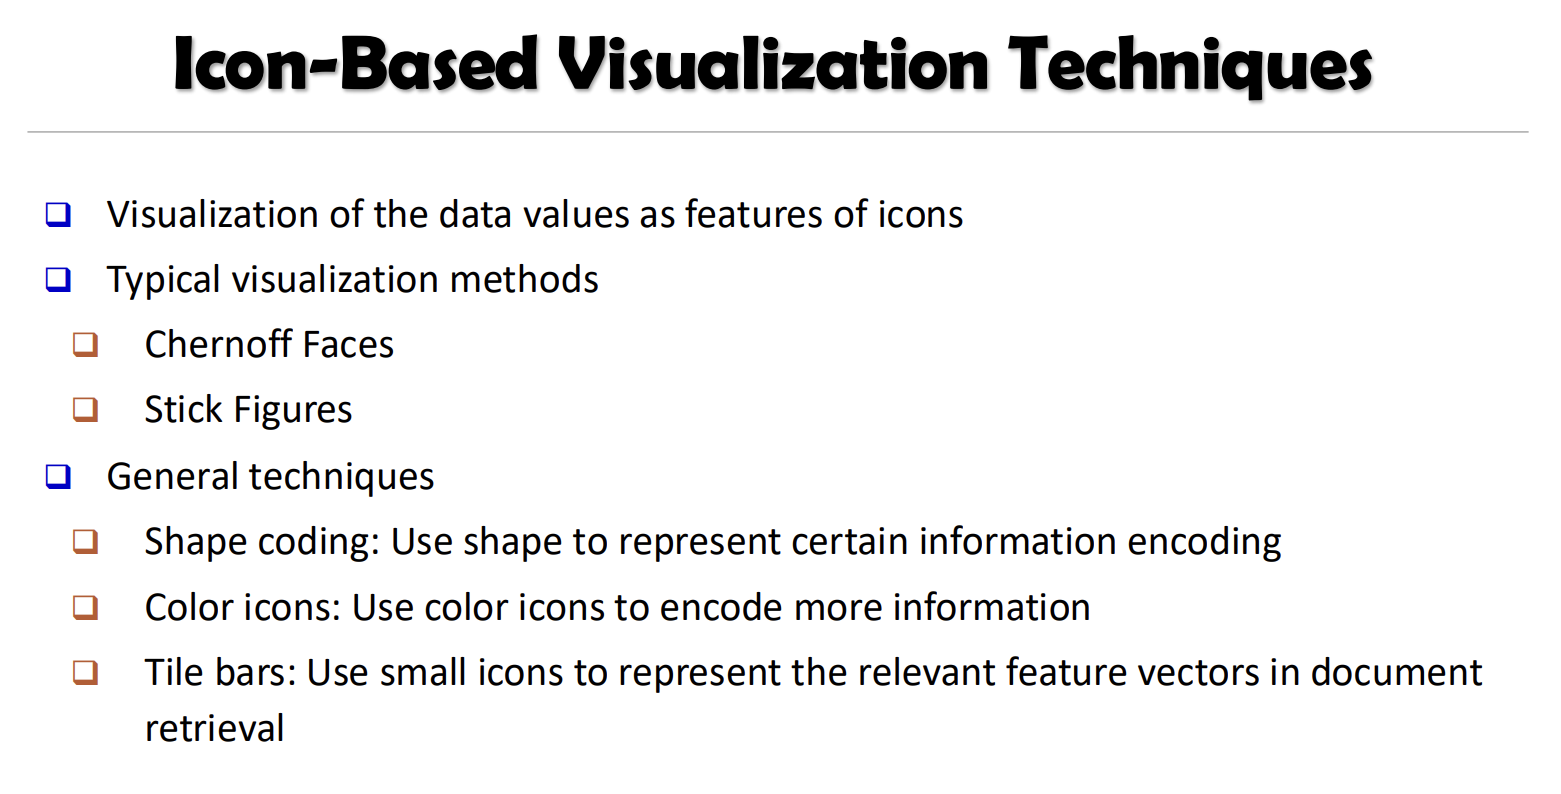 Icon-Based Visualization Techniques
Visualization of the data values as features of icons
Typical visualization methods
Chernoff Faces
Stick Figures
General techniques
Shape coding: Use shape to represent certain information encoding
Color icons: Use color icons to encode more information
Tile bars: Use small icons to represent the relevant feature vectors in document
retrieval